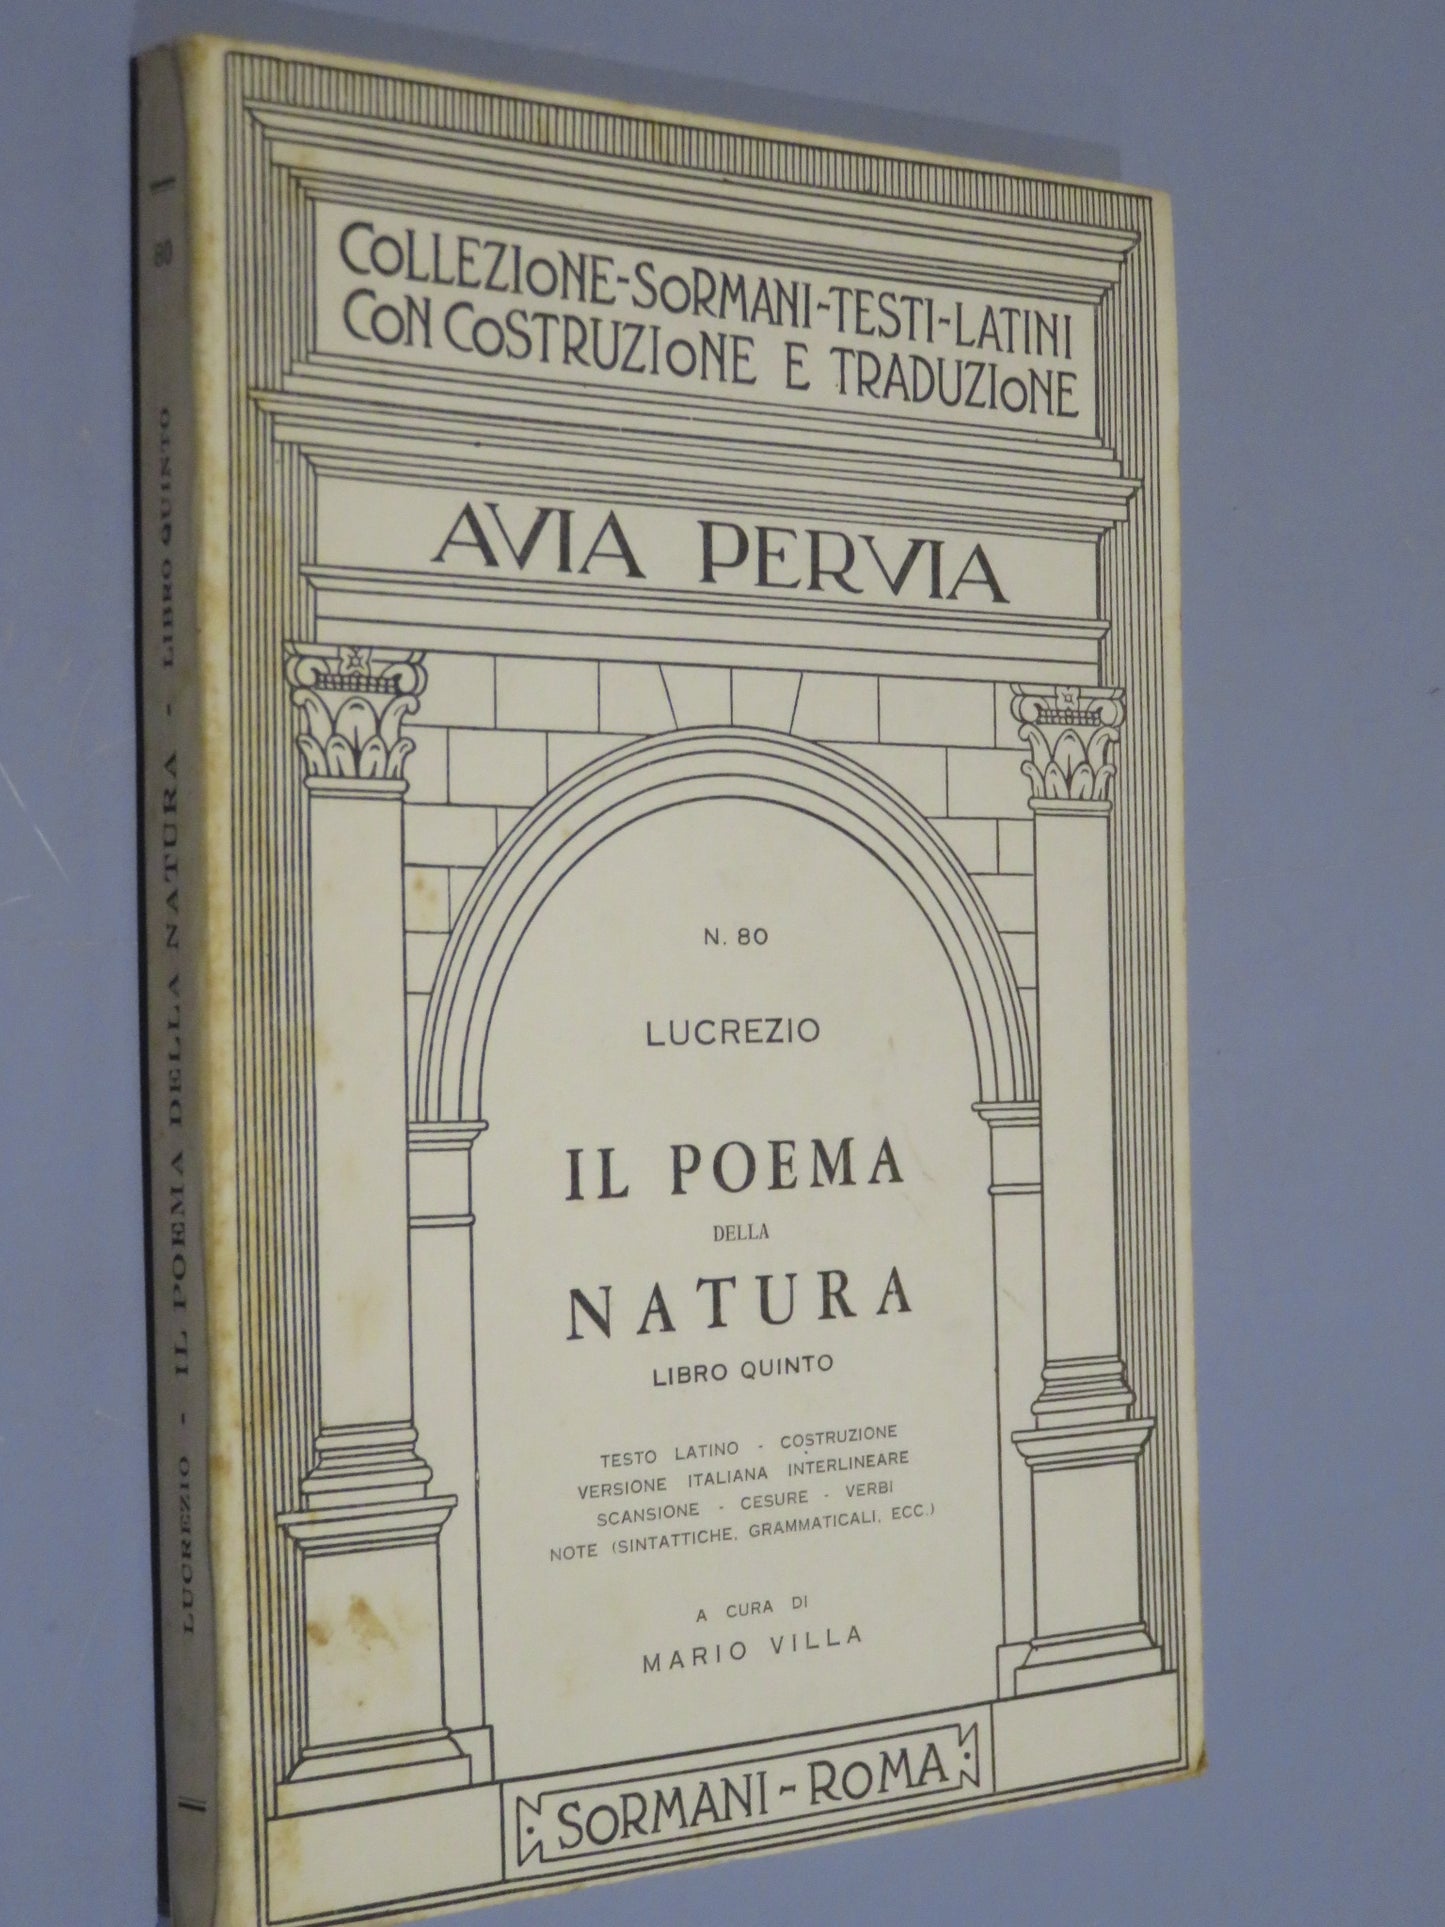 COLLEZIONE-SORMANI-TESTI-LATINI
CON COSTRUZIONE E TRADUZIONE
AVIA PERVIA
N. 80
LUCREZIO
IL POEMA
DELLA
NATURA
LIBRO QUINTO
TESTO LATINO - COSTRUZIONE
VERSIONE ITALIANA INTERLINEARE
SCANSIONE - CESURE - VERBI
NOTE (SINTATTICHE, GRAMMATICALI, ECC.)
A CURA DI
MARIO VILLA
SORMANI-ROMA
LUCREZIO - IL POEMA DELLA NATURA - LIBRO QUINTO
80